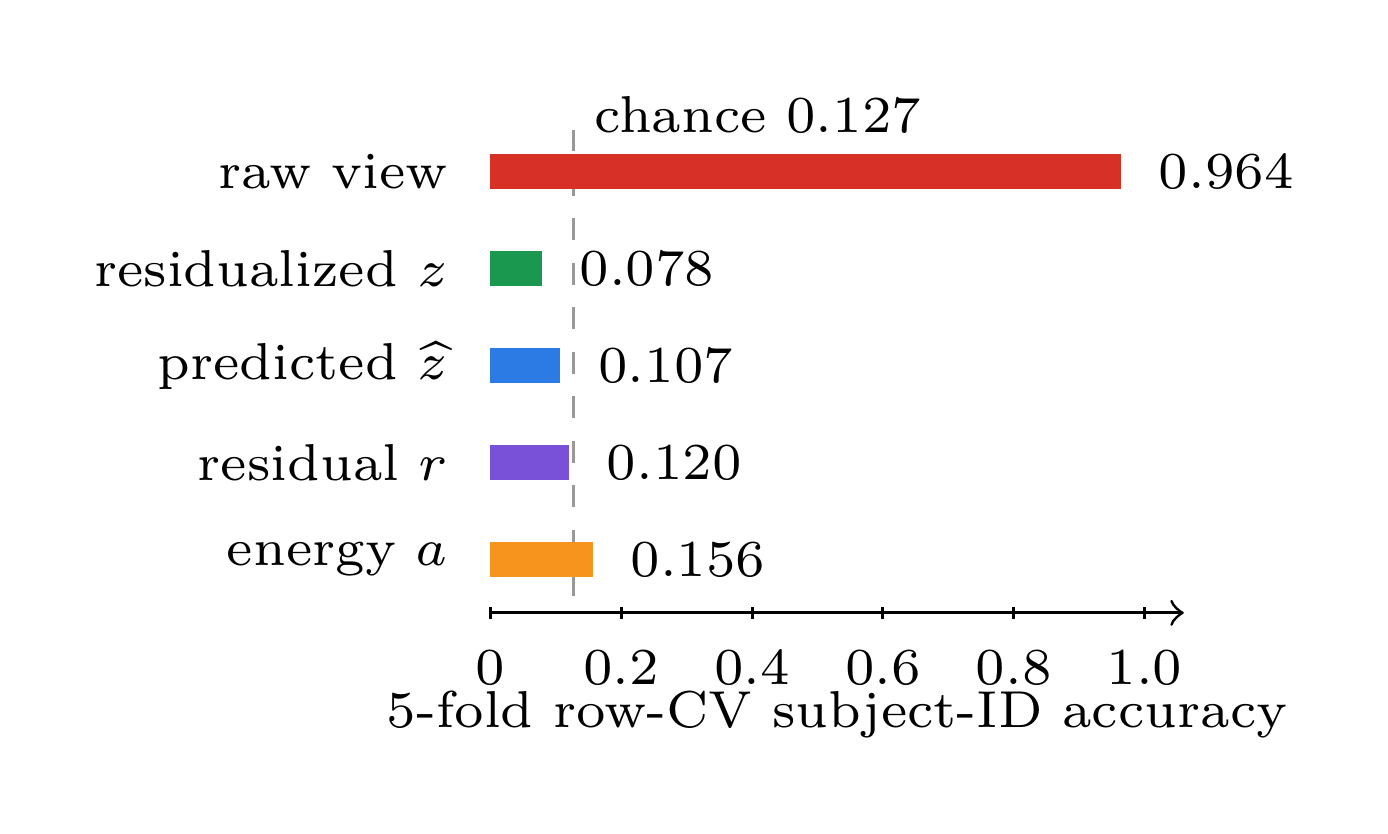 chance 0.127
raw view 0.964
residualized z 0.078
predicted ẑ 0.107
residual r 0.120
energy a 0.156
0 0.2 0.4 0.6 0.8 1.0
5-fold row-CV subject-ID accuracy